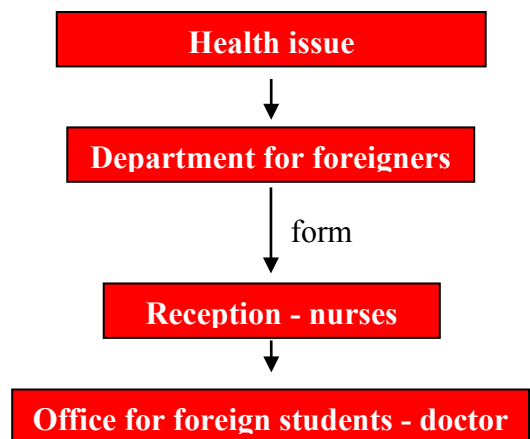 Health issue
Department for foreigners
form
Reception - nurses
Office for foreign students - doctor